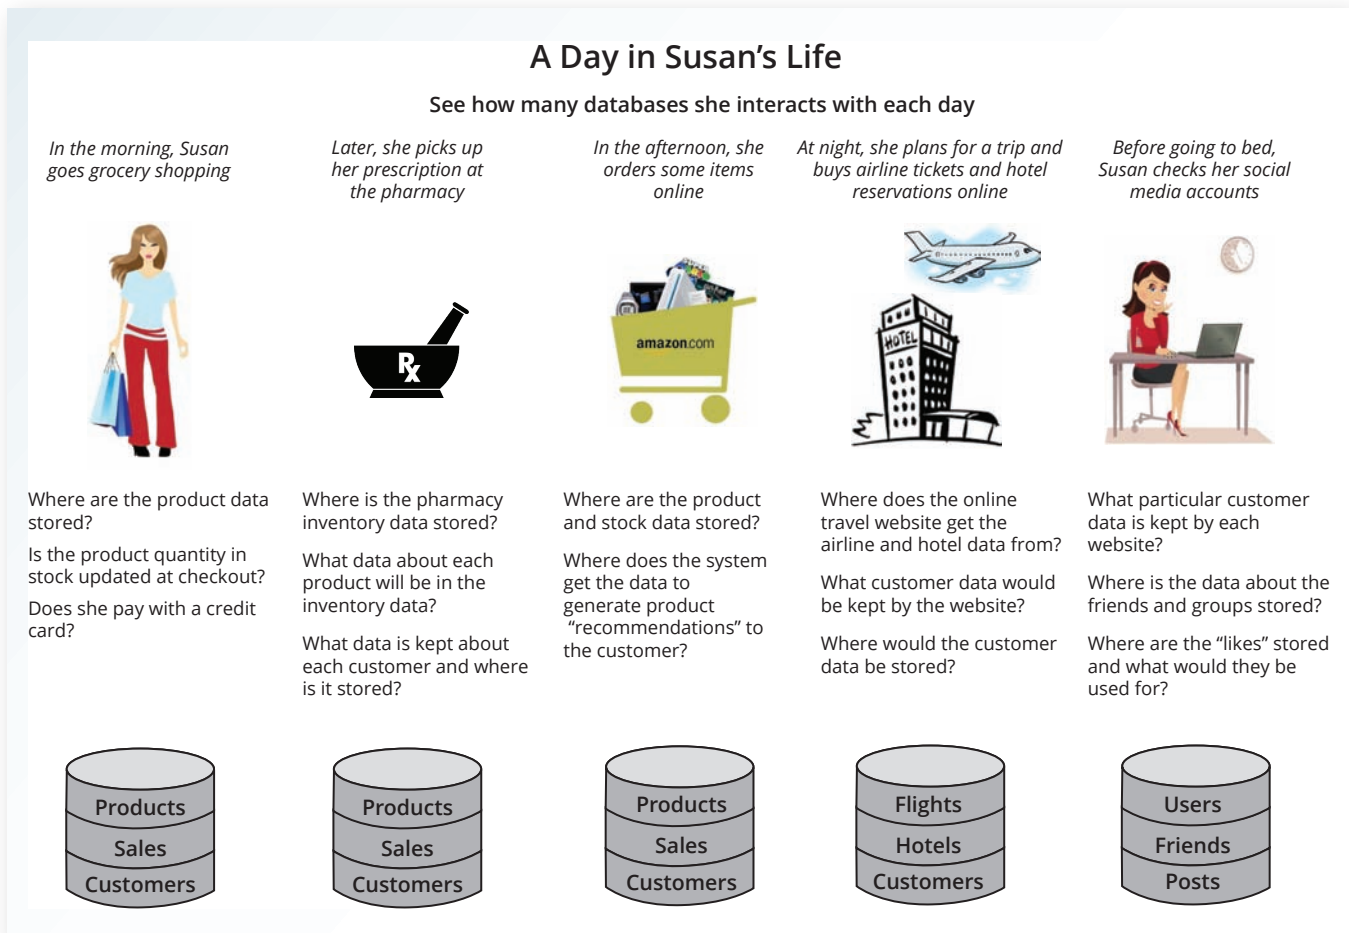 A Day in Susan’s Life
See how many databases she interacts with each day
In the morning, Susan
goes grocery shopping
Later, she picks up
her prescription at
the pharmacy
In the afternoon, she
orders some items
online
At night, she plans for a trip and
buys airline tickets and hotel
reservations online
Before going to bed,
Susan checks her social
media accounts
Rx
amazon.com
HOTEL
Where are the product data
stored?
Is the product quantity in
stock updated at checkout?
Does she pay with a credit
card?
Where is the pharmacy
inventory data stored?
What data about each
product will be in the
inventory data?
What data is kept about
each customer and where
is it stored?
Where are the product
and stock data stored?
Where does the system
get the data to
generate product
“recommendations” to
the customer?
Where does the online
travel website get the
airline and hotel data from?
What customer data would
be kept by the website?
Where would the customer
data be stored?
What particular customer
data is kept by each
website?
Where is the data about the
friends and groups stored?
Where are the “likes” stored
and what would they be
used for?
Products
Sales
Customers
Products
Sales
Customers
Products
Sales
Customers
Flights
Hotels
Customers
Users
Friends
Posts